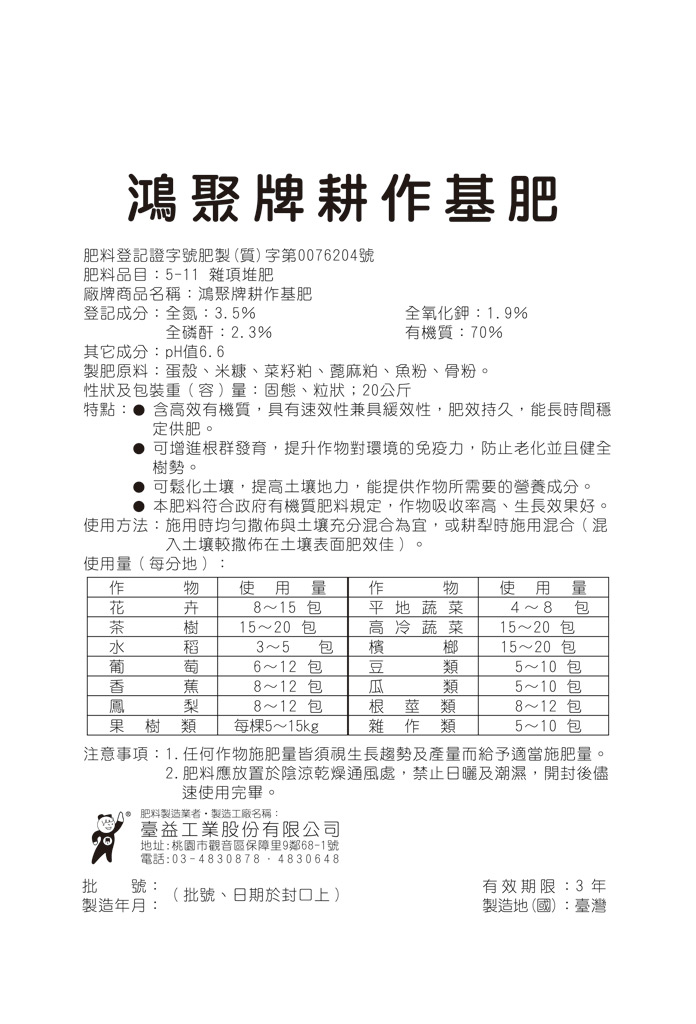 鴻聚牌耕作基肥
肥料登記證字號肥製(質)字第0076204號
肥料品目：5-11 雜項堆肥
廠牌商品名稱：鴻聚牌耕作基肥
登記成分：全氮：3.5% 全氧化鉀：1.9%
全磷酐：2.3% 有機質：70%
其它成分：pH值6.6
製肥原料：蛋殼、米糠、菜籽粕、蓖麻粕、魚粉、骨粉。
性狀及包裝重（容）量：固態、粒狀；20公斤
特點：● 含高效有機質，具有速效性兼具緩效性，肥效持久，能長時間穩
定供肥。
● 可增進根群發育，提升作物對環境的免疫力，防止老化並且健全
樹勢。
● 可鬆化土壤，提高土壤地力，能提供作物所需要的營養成分。
● 本肥料符合政府有機質肥料規定，作物吸收率高、生長效果好。
使用方法：施用時均勻撒佈與土壤充分混合為宜，或耕犁時施用混合（混
入土壤較撒佈在土壤表面肥效佳）。
使用量（每分地）：
作物 使用量 作物 使用量
花卉 8～15 包 平地蔬菜 4～8 包
茶樹 15～20 包 高冷蔬菜 15～20 包
水稻 3～5 包 檳榔 15～20 包
葡萄 6～12 包 豆類 5～10 包
香蕉 8～12 包 瓜類 5～10 包
鳳梨 8～12 包 根莖類 8～12 包
果樹類 每棵5～15kg 雜作類 5～10 包
注意事項：1.任何作物施肥量皆須視生長趨勢及產量而給予適當施肥量。
2.肥料應放置於陰涼乾燥通風處，禁止日曬及潮濕，開封後儘
速使用完畢。
® 肥料製造業者・製造工廠名稱：
臺益工業股份有限公司
地址:桃園市觀音區保障里9鄰68-1號
電話:03-4830878・4830648
批號：
（批號、日期於封口上）
製造年月：
有效期限:3 年
製造地(國)：臺灣